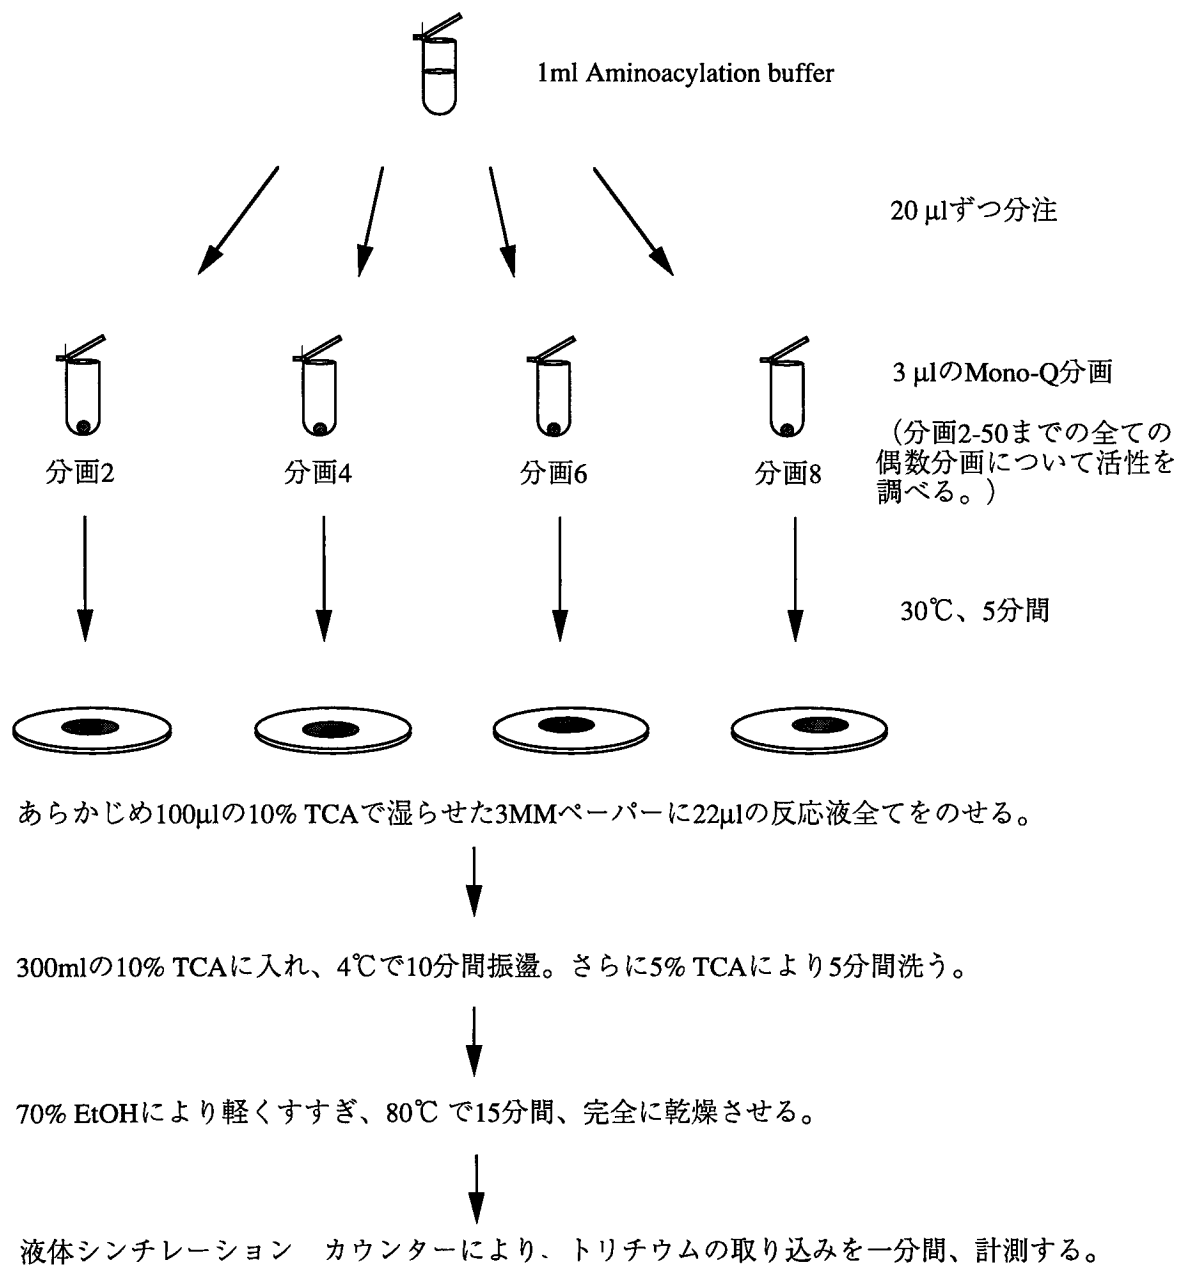 1ml Aminoacylation buffer
20 µlずつ分注
3 µlのMono-Q分画
（分画2-50までの全ての
偶数分画について活性を
調べる。）
分画2
分画4
分画6
分画8
30℃、5分間
あらかじめ100µlの10% TCAで湿らせた3MMペーパーに22µlの反応液全てをのせる。
300mlの10% TCAに入れ、4℃で10分間振盪。さらに5% TCAにより5分間洗う。
70% EtOHにより軽くすすぎ、80℃ で15分間、完全に乾燥させる。
液体シンチレーション　カウンターにより、トリチウムの取り込みを一分間、計測する。